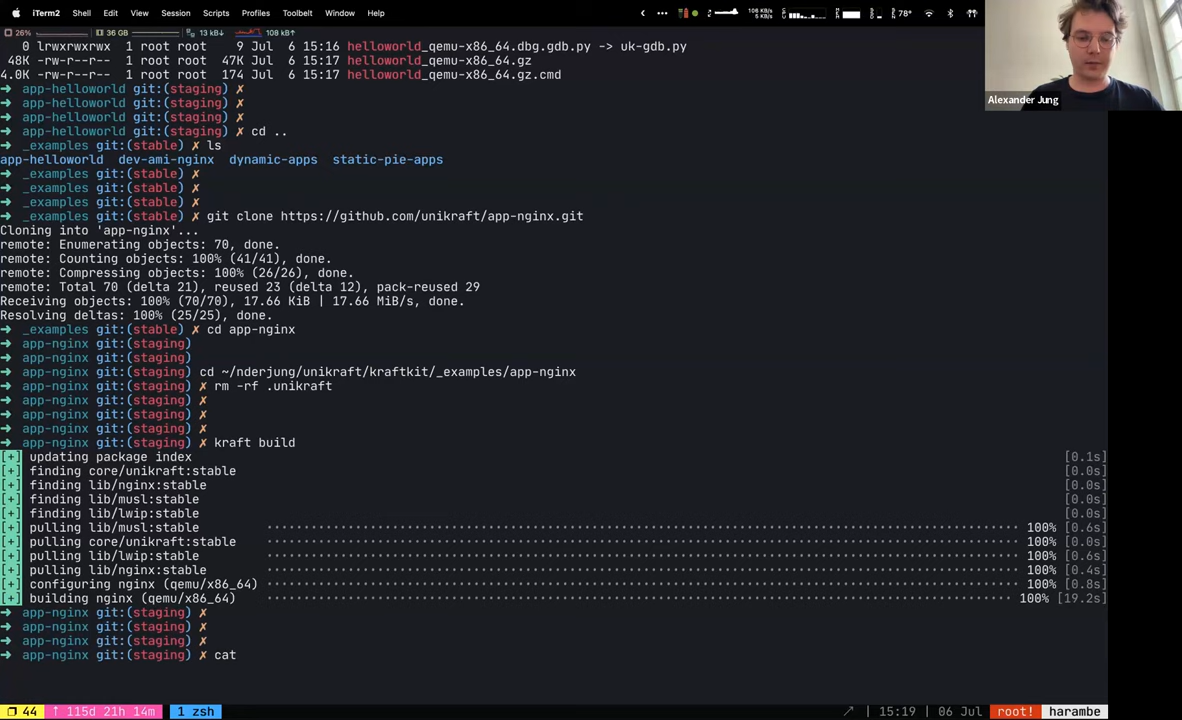 iTerm2 Shell Edit View Session Scripts Profiles Toolbelt Window Help
106 KB/s 5 KB/s 78°
26% 36 GB 13 kB↓ 108 kB↑
0 lrwxrwxrwx 1 root root 9 Jul 6 15:16 helloworld_qemu-x86_64.dbg.gdb.py -> uk-gdb.py
48K -rw-r--r-- 1 root root 47K Jul 6 15:17 helloworld_qemu-x86_64.gz
4.0K -rw-r--r-- 1 root root 174 Jul 6 15:17 helloworld_qemu-x86_64.gz.cmd
→ app-helloworld git:(staging) ✗
→ app-helloworld git:(staging) ✗
→ app-helloworld git:(staging) ✗
→ app-helloworld git:(staging) ✗ cd ..
→ _examples git:(stable) ✗ ls
app-helloworld dev-ami-nginx dynamic-apps static-pie-apps
→ _examples git:(stable) ✗
→ _examples git:(stable) ✗
→ _examples git:(stable) ✗
→ _examples git:(stable) ✗ git clone https://github.com/unikraft/app-nginx.git
Cloning into 'app-nginx'...
remote: Enumerating objects: 70, done.
remote: Counting objects: 100% (41/41), done.
remote: Compressing objects: 100% (26/26), done.
remote: Total 70 (delta 21), reused 23 (delta 12), pack-reused 29
Receiving objects: 100% (70/70), 17.66 KiB | 17.66 MiB/s, done.
Resolving deltas: 100% (25/25), done.
→ _examples git:(stable) ✗ cd app-nginx
→ app-nginx git:(staging)
→ app-nginx git:(staging)
→ app-nginx git:(staging) cd ~/nderjung/unikraft/kraftkit/_examples/app-nginx
→ app-nginx git:(staging) ✗ rm -rf .unikraft
→ app-nginx git:(staging) ✗
→ app-nginx git:(staging) ✗
→ app-nginx git:(staging) ✗
→ app-nginx git:(staging) ✗ kraft build
[+] updating package index [0.1s]
[+] finding core/unikraft:stable [0.0s]
[+] finding lib/nginx:stable [0.0s]
[+] finding lib/musl:stable [0.0s]
[+] finding lib/lwip:stable [0.0s]
[+] pulling lib/musl:stable 100% [0.6s]
[+] pulling core/unikraft:stable 100% [0.0s]
[+] pulling lib/lwip:stable 100% [0.6s]
[+] pulling lib/nginx:stable 100% [0.4s]
[+] configuring nginx (qemu/x86_64) 100% [0.8s]
[+] building nginx (qemu/x86_64) 100% [19.2s]
→ app-nginx git:(staging) ✗
→ app-nginx git:(staging) ✗
→ app-nginx git:(staging) ✗
→ app-nginx git:(staging) ✗ cat
44 ↑ 115d 21h 14m 1 zsh ↗ | 15:19 | 06 Jul root! harambe
Alexander Jung